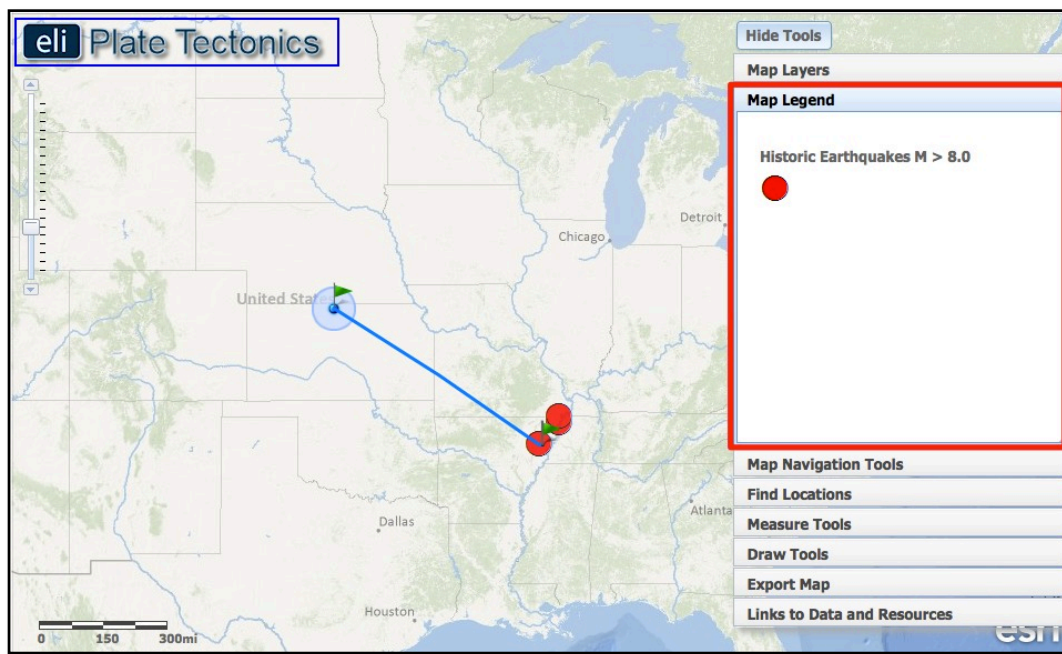 eli Plate Tectonics
Hide Tools
Map Layers
Map Legend
Historic Earthquakes M > 8.0
Detroit
Chicago
United
Map Navigation Tools
Find Locations
Atlanta
Measure Tools
Dallas
Draw Tools
Export Map
Houston
Links to Data and Resources
0 150 300mi